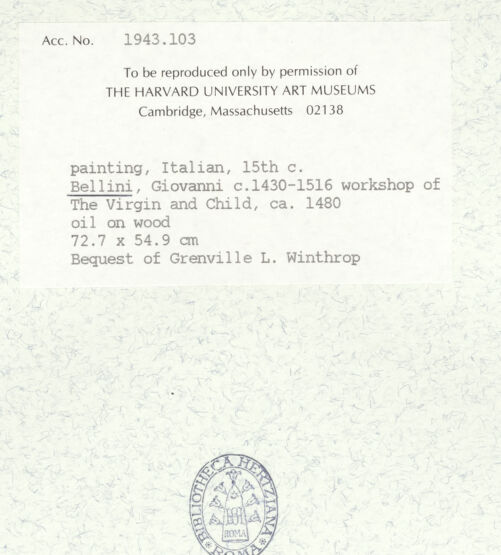 Acc. No. 1943.103
To be reproduced only by permission of
THE HARVARD UNIVERSITY ART MUSEUMS
Cambridge, Massachusetts 02138
painting, Italian, 15th c.
Bellini, Giovanni c.1430-1516 workshop of
The Virgin and Child, ca. 1480
oil on wood
72.7 x 54.9 cm
Bequest of Grenville L. Winthrop
BIBLIOTHECA HERTZIANA
ROMA
ROMA